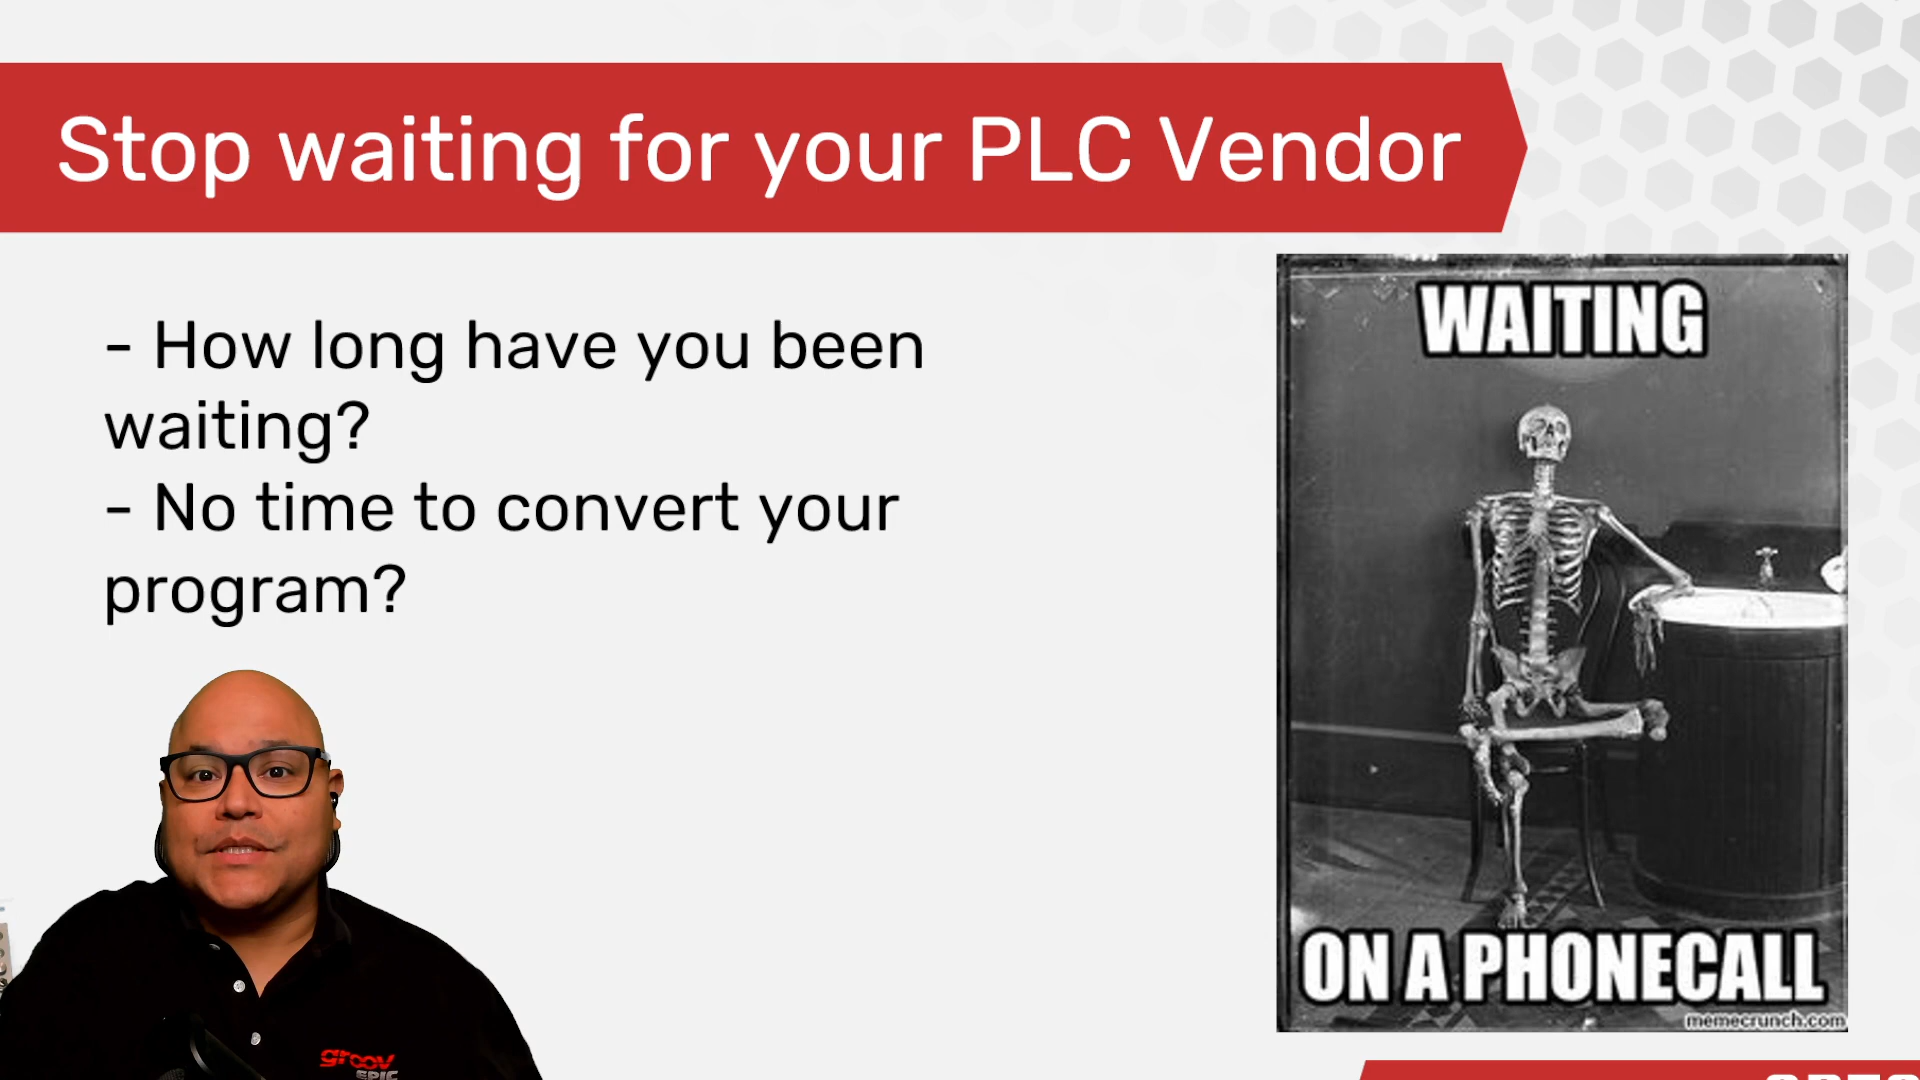 Stop waiting for your PLC Vendor
- How long have you been
waiting?
- No time to convert your
program?
WAITING
ON A PHONECALL
memecrunch.com
groov
EPIC